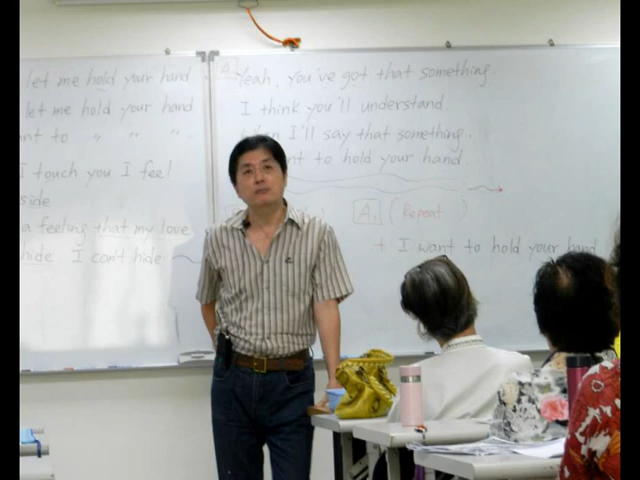 let me hold your hand
let me hold your hand
to " " "
I touch you I feel
side
a feeling that my love
hide I can't hide
A
Yeah, you've got that something.
I think you'll understand.
I'll say that something.
to hold your hand.
A₁ (Repeat)
+ I want to hold your hand